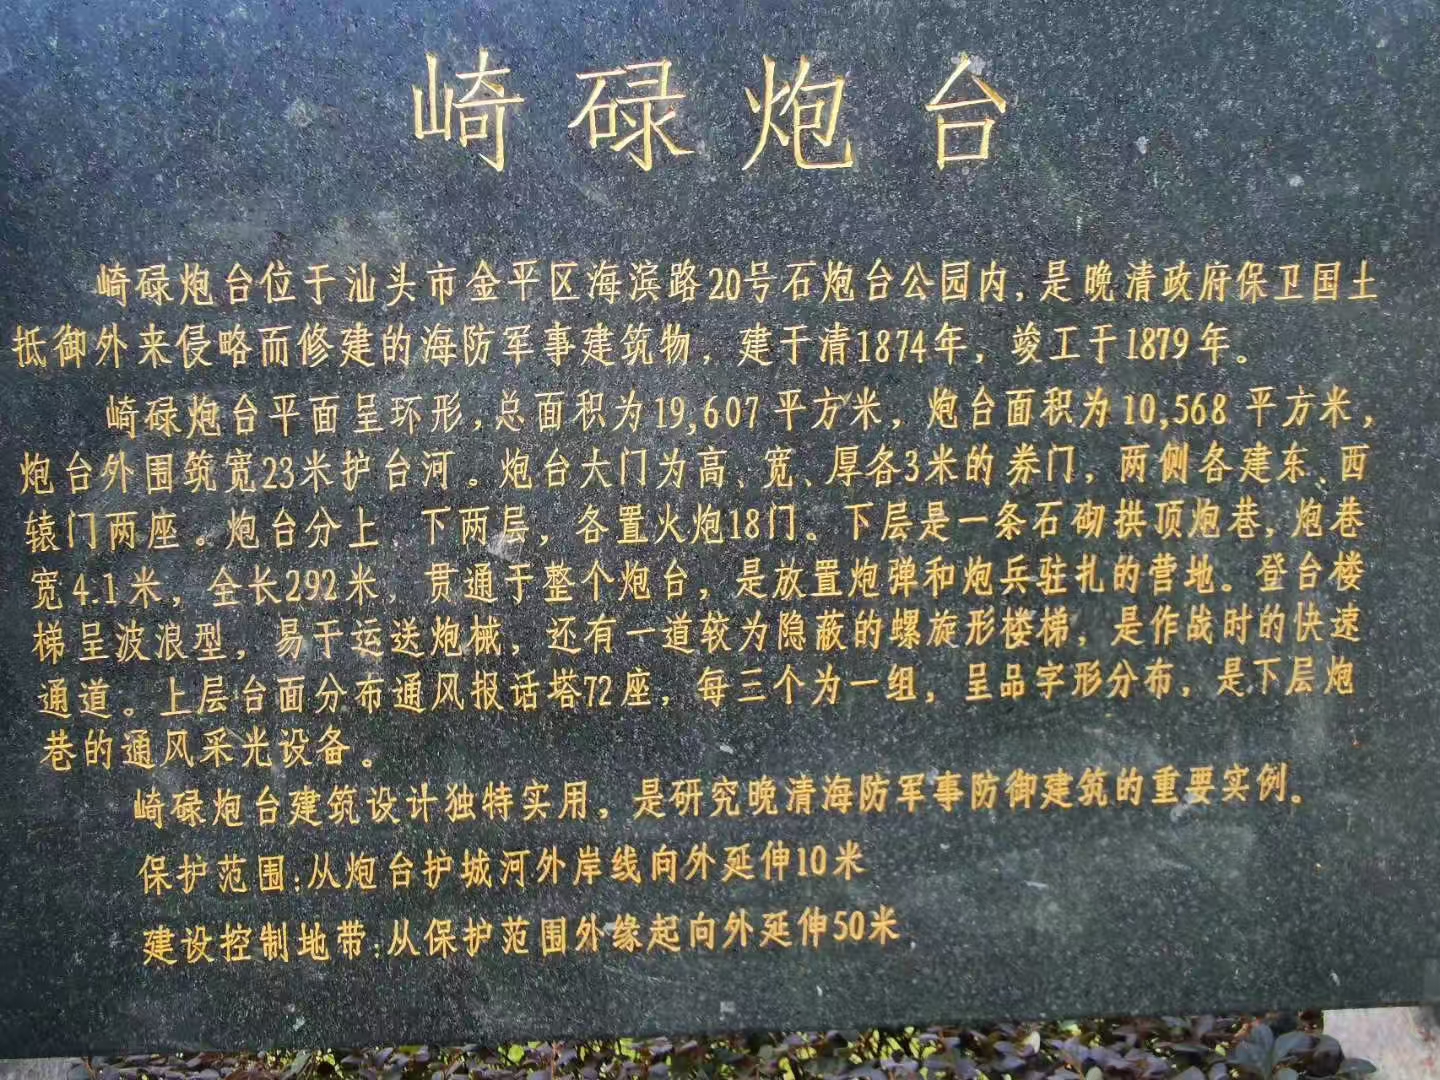 崎碌炮台
崎碌炮台位于汕头市金平区海滨路20号石炮台公园内,是晚清政府保卫国土
抵御外来侵略而修建的海防军事建筑物，建于清1874年，竣工于1879年。
崎碌炮台平面呈环形,总面积为19,607平方米，炮台面积为10,568平方米，
炮台外围筑宽23米护台河。炮台大门为高、宽、厚各3米的券门，两侧各建东、西
辕门两座。炮台分上 下两层，各置火炮18门。下层是一条石砌拱顶炮巷,炮巷
宽4.1米，全长292米，贯通于整个炮台，是放置炮弹和炮兵驻扎的营地。登台楼
梯呈波浪型，易于运送炮械，还有一道较为隐蔽的螺旋形楼梯，是作战时的快速
通道。上层台面分布通风报话塔72座，每三个为一组，呈品字形分布，是下层炮
巷的通风采光设备。
崎碌炮台建筑设计独特实用，是研究晚清海防军事防御建筑的重要实例。
保护范围:从炮台护城河外岸线向外延伸10米
建设控制地带:从保护范围外缘起向外延伸50米